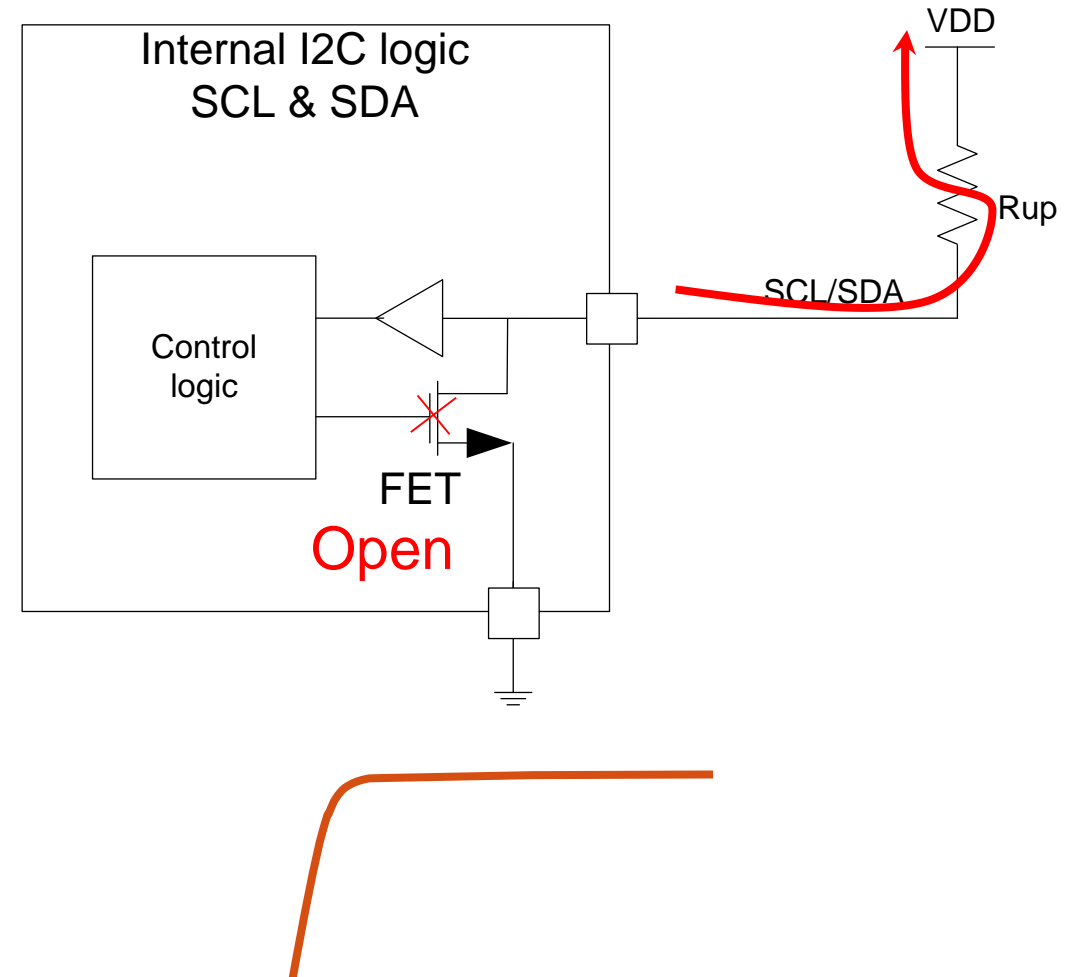 Internal I2C logic
SCL & SDA
VDD
Rup
SCL/SDA
Control
logic
FET
Open